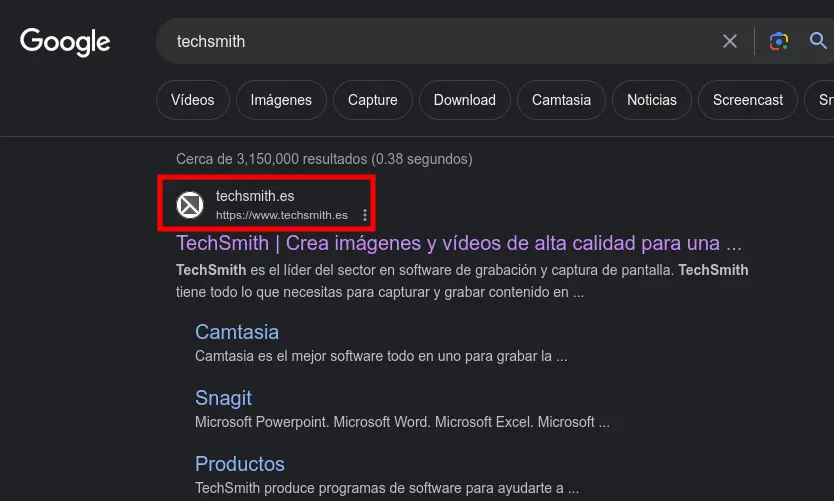 Google
techsmith
Vídeos Imágenes Capture Download Camtasia Noticias Screencast Sn
Cerca de 3,150,000 resultados (0.38 segundos)
techsmith.es
https://www.techsmith.es
TechSmith | Crea imágenes y vídeos de alta calidad para una ...
TechSmith es el líder del sector en software de grabación y captura de pantalla. TechSmith
tiene todo lo que necesitas para capturar y grabar contenido en ...
Camtasia
Camtasia es el mejor software todo en uno para grabar la ...
Snagit
Microsoft Powerpoint. Microsoft Word. Microsoft Excel. Microsoft ...
Productos
TechSmith produce programas de software para ayudarte a ...